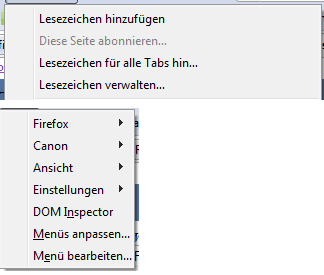 Lesezeichen hinzufügen
Diese Seite abonnieren...
Lesezeichen für alle Tabs hin...
Lesezeichen verwalten...
Firefox
Canon
Ansicht
Einstellungen
DOM Inspector
Menüs anpassen...
Menü bearbeiten...